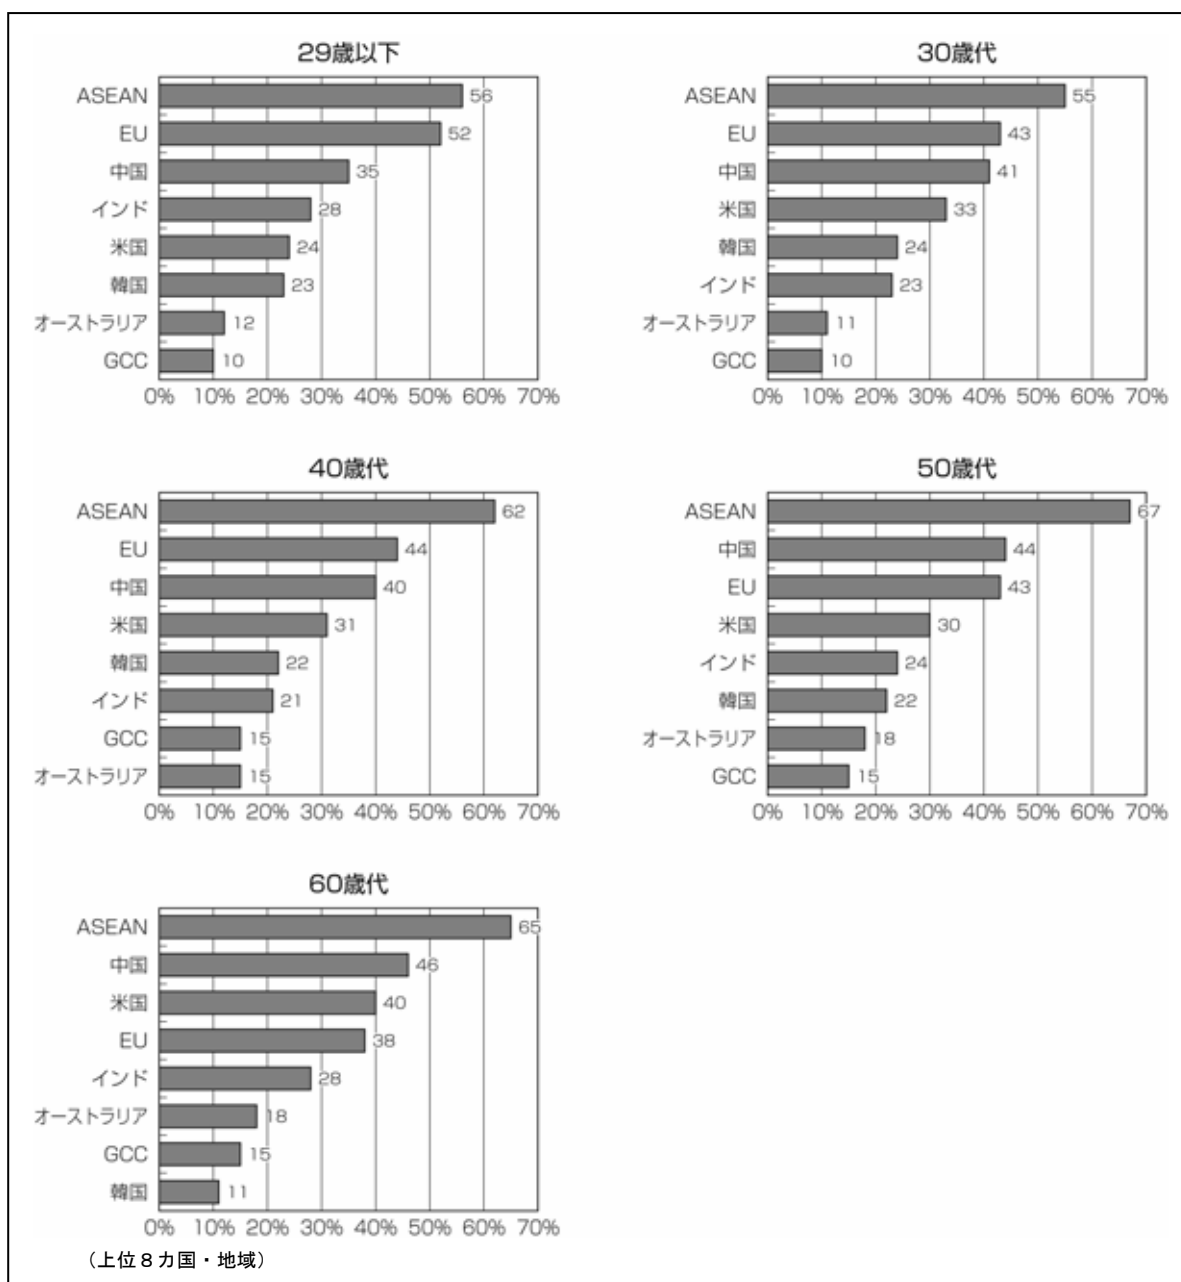 29歳以下
ASEAN 56
EU 52
中国 35
インド 28
米国 24
韓国 23
オーストラリア 12
GCC 10
0% 10% 20% 30% 40% 50% 60% 70%
30歳代
ASEAN 55
EU 43
中国 41
米国 33
韓国 24
インド 23
オーストラリア 11
GCC 10
0% 10% 20% 30% 40% 50% 60% 70%
40歳代
ASEAN 62
EU 44
中国 40
米国 31
韓国 22
インド 21
GCC 15
オーストラリア 15
0% 10% 20% 30% 40% 50% 60% 70%
50歳代
ASEAN 67
中国 44
EU 43
米国 30
インド 24
韓国 22
オーストラリア 18
GCC 15
0% 10% 20% 30% 40% 50% 60% 70%
60歳代
ASEAN 65
中国 46
米国 40
EU 38
インド 28
オーストラリア 18
GCC 15
韓国 11
0% 10% 20% 30% 40% 50% 60% 70%
（上位８カ国・地域）